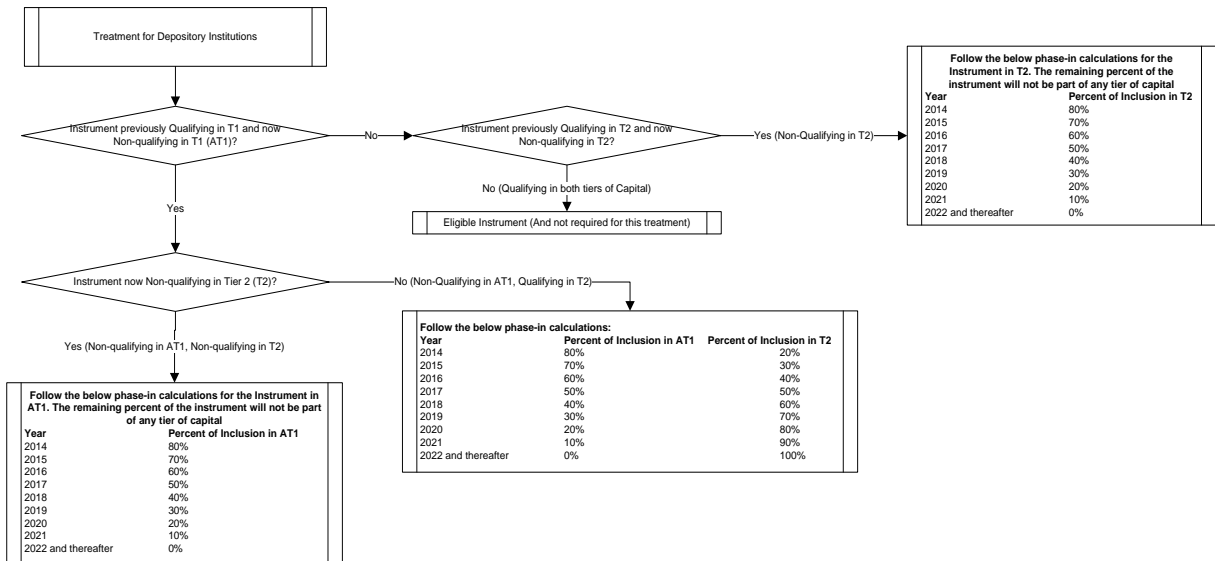 Treatment for Depository Institutions
Instrument previously Qualifying in T1 and now
Non-qualifying in T1 (AT1)?
No
Instrument previously Qualifying in T2 and now
Non-qualifying in T2?
Yes (Non-Qualifying in T2)
Follow the below phase-in calculations for the
Instrument in T2. The remaining percent of the
instrument will not be part of any tier of capital
Year Percent of Inclusion in T2
2014 80%
2015 70%
2016 60%
2017 50%
2018 40%
2019 30%
2020 20%
2021 10%
2022 and thereafter 0%
No (Qualifying in both tiers of Capital)
Eligible Instrument (And not required for this treatment)
Yes
Instrument now Non-qualifying in Tier 2 (T2)?
No (Non-Qualifying in AT1, Qualifying in T2)
Follow the below phase-in calculations:
Year Percent of Inclusion in AT1 Percent of Inclusion in T2
2014 80% 20%
2015 70% 30%
2016 60% 40%
2017 50% 50%
2018 40% 60%
2019 30% 70%
2020 20% 80%
2021 10% 90%
2022 and thereafter 0% 100%
Yes (Non-qualifying in AT1, Non-qualifying in T2)
Follow the below phase-in calculations for the Instrument in
AT1. The remaining percent of the instrument will not be part
of any tier of capital
Year Percent of Inclusion in AT1
2014 80%
2015 70%
2016 60%
2017 50%
2018 40%
2019 30%
2020 20%
2021 10%
2022 and thereafter 0%